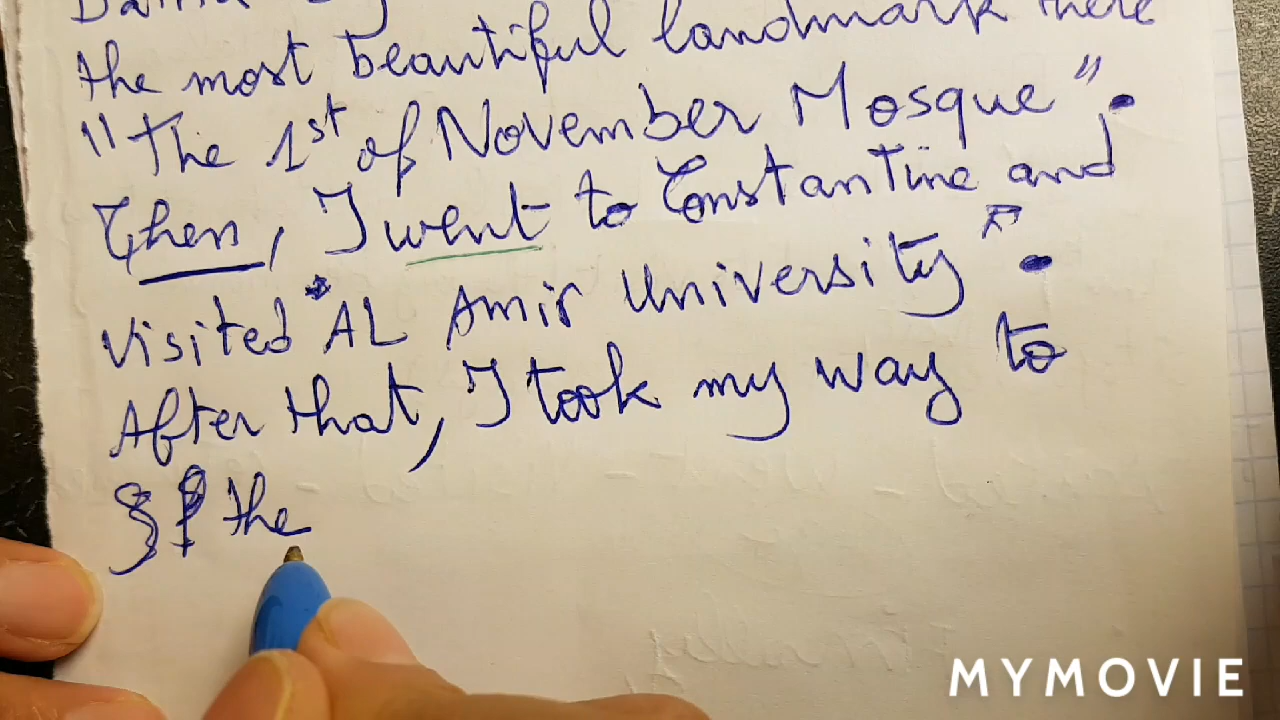 the most beautiful landmark there
"The 1st of November Mosque".
Then, I went to Constantine and
visited "AL Amir University".
After that, I took my way to
the
MYMOVIE